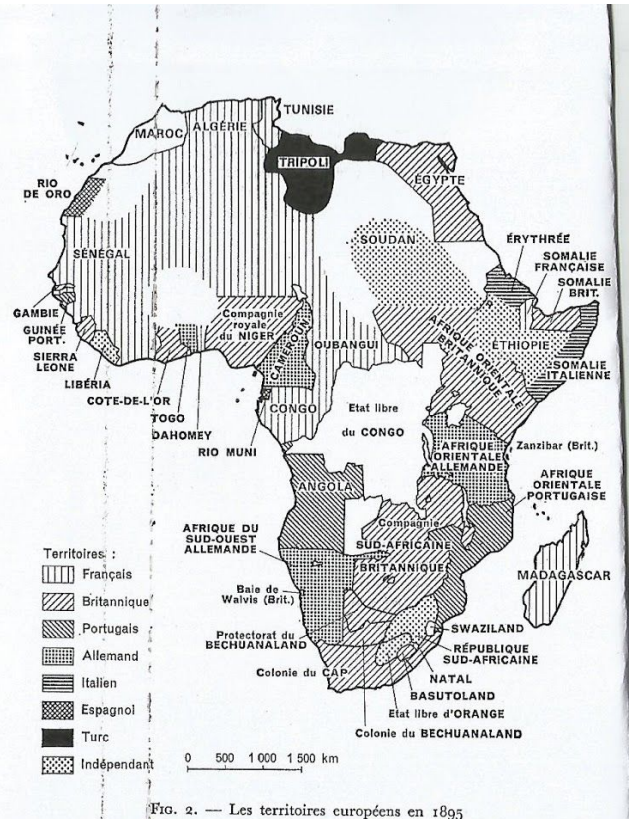 TUNISIE
MAROC
ALGÉRIE
TRIPOLI
ÉGYPTE
RIO
DE ORO
SOUDAN
ÉRYTHRÉE
SOMALIE
FRANÇAISE
SOMALIE
BRIT.
SÉNÉGAL
GAMBIE
GUINÉE
PORT.
SIERRA
LEONE
LIBÉRIA
COTE-DE-L'OR
TOGO
DAHOMEY
RIO MUNI
Compagnie
royale
du NIGER
CAMEROUN
OUBANGUI
AFRIQUE ORIENTALE
BRITANNIQUE
ÉTHIOPIE
SOMALIE
ITALIENNE
CONGO
Etat libre
du CONGO
AFRIQUE
ORIENTALE
ALLEMANDE
Zanzibar (Brit.)
AFRIQUE
ORIENTALE
PORTUGAISE
ANGOLA
AFRIQUE DU
SUD-OUEST
ALLEMANDE
Compagnie
SUD-AFRICAINE
BRITANNIQUE
MADAGASCAR
Baie de
Walvis (Brit.)
Protectorat du
BECHUANALAND
Colonie du CAP
SWAZILAND
RÉPUBLIQUE
SUD-AFRICAINE
NATAL
BASUTOLAND
Etat libre d'ORANGE
Colonie du BECHUANALAND
Territoires :
Français
Britannique
Portugais
Allemand
Italien
Espagnol
Turc
Indépendant
0 500 1 000 1 500 km
FIG. 2. — Les territoires européens en 1895